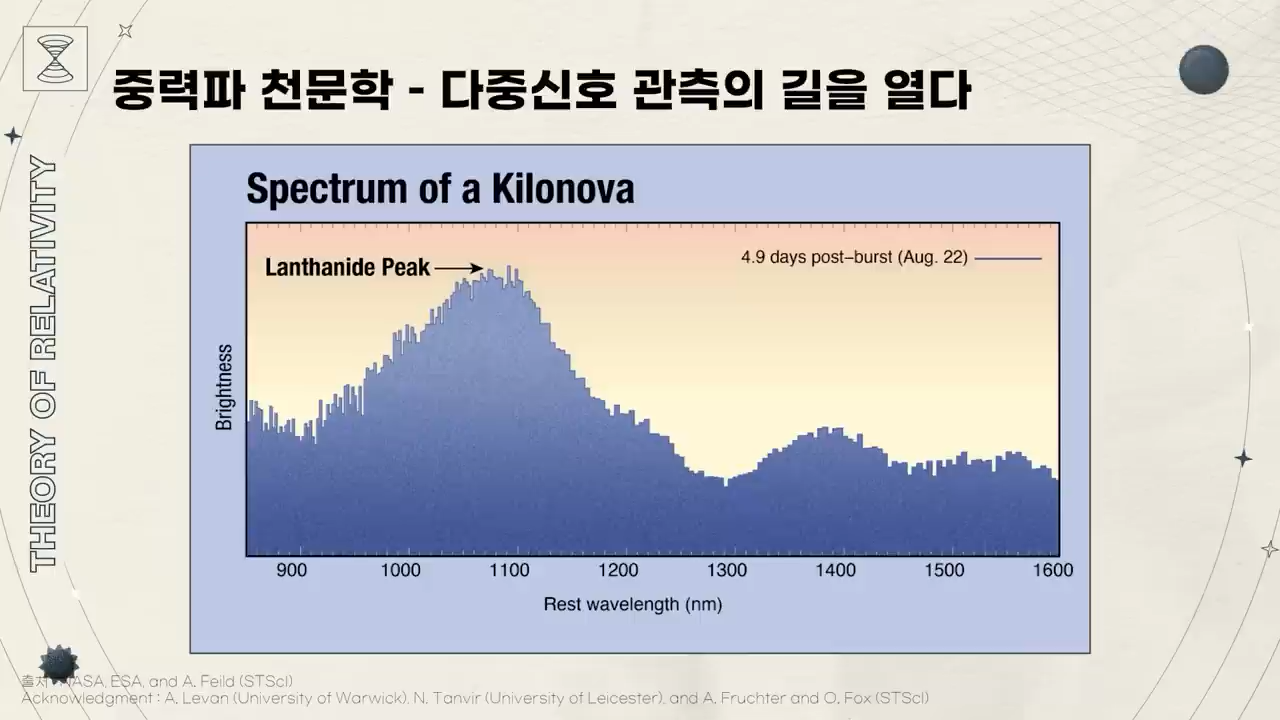 중력파 천문학 - 다중신호 관측의 길을 열다
THEORY OF RELATIVITY
Spectrum of a Kilonova
Lanthanide Peak
4.9 days post-burst (Aug. 22)
Brightness
900 1000 1100 1200 1300 1400 1500 1600
Rest wavelength (nm)
출처 : NASA, ESA, and A. Feild (STScI)
Acknowledgment : A. Levan (University of Warwick), N. Tanvir (University of Leicester), and A. Fruchter and O. Fox (STScI)